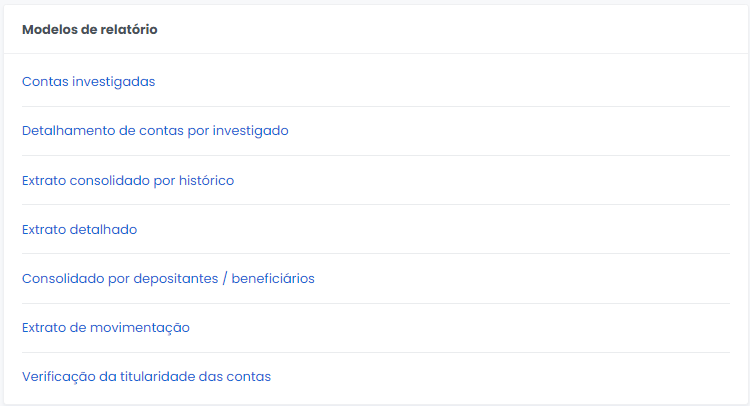 Modelos de relatório
Contas investigadas
Detalhamento de contas por investigado
Extrato consolidado por histórico
Extrato detalhado
Consolidado por depositantes / beneficiários
Extrato de movimentação
Verificação da titularidade das contas